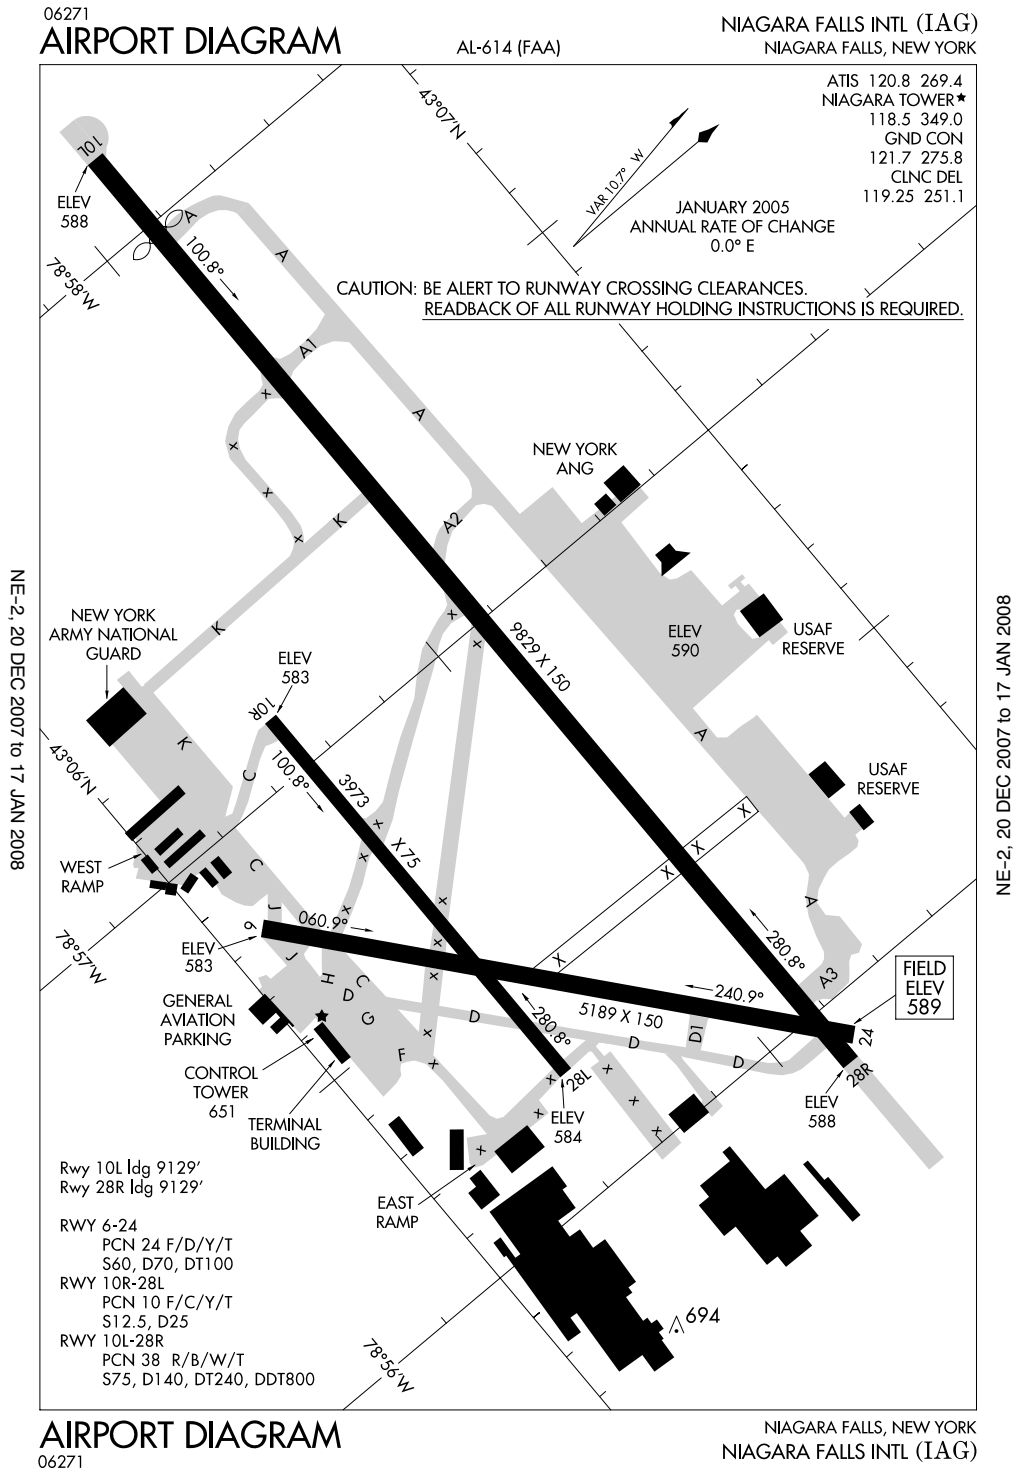 06271
AIRPORT DIAGRAM
AL-614 (FAA)
NIAGARA FALLS INTL (IAG)
NIAGARA FALLS, NEW YORK
ATIS 120.8 269.4
NIAGARA TOWER★
118.5 349.0
GND CON
121.7 275.8
CLNC DEL
119.25 251.1
43°07'N
VAR 10.7° W
JANUARY 2005
ANNUAL RATE OF CHANGE
0.0° E
10L
ELEV
588
A
100.8°
A
78°58'W
CAUTION: BE ALERT TO RUNWAY CROSSING CLEARANCES.
READBACK OF ALL RUNWAY HOLDING INSTRUCTIONS IS REQUIRED.
A1
X
A
X
X
X
NEW YORK
ANG
K
A2
NE-2, 20 DEC 2007 to 17 JAN 2008
NE-2, 20 DEC 2007 to 17 JAN 2008
NEW YORK
ARMY NATIONAL
GUARD
K
X
X
9829 X 150
ELEV
590
USAF
RESERVE
ELEV
583
10R
K
C
100.8°
3973 X 75
A
43°06'N
USAF
RESERVE
X
X
X
X
X
X
WEST
RAMP
C
J
6
060.9°
X
X
X
X
280.8°
A
A3
78°57'W
ELEV
583
J
H
D
C
G
F
X
X
X
D
280.8°
5189 X 150
240.9°
D
D1
D
24
FIELD
ELEV
589
GENERAL
AVIATION
PARKING
CONTROL
TOWER
651
TERMINAL
BUILDING
28L
28R
X
X
X
X
X
X
ELEV
584
ELEV
588
EAST
RAMP
Rwy 10L ldg 9129'
Rwy 28R ldg 9129'
RWY 6-24
PCN 24 F/D/Y/T
S60, D70, DT100
RWY 10R-28L
PCN 10 F/C/Y/T
S12.5, D25
RWY 10L-28R
PCN 38 R/B/W/T
S75, D140, DT240, DDT800
694
78°56'W
AIRPORT DIAGRAM
06271
NIAGARA FALLS, NEW YORK
NIAGARA FALLS INTL (IAG)